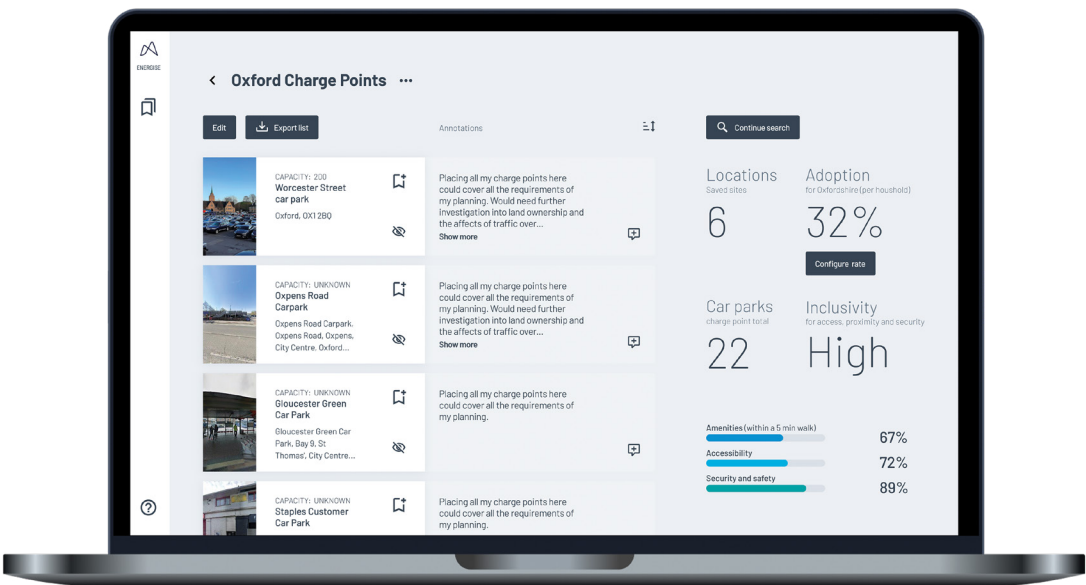 ENERGISE
Oxford Charge Points
Edit
Export list
Annotations
Continue search
CAPACITY: 200
Worcester Street
car park
Oxford, OX1 2BQ
Placing all my charge points here
could cover all the requirements of
my planning. Would need further
investigation into land ownership and
the affects of traffic over...
Show more
CAPACITY: UNKNOWN
Oxpens Road
Carpark
Oxpens Road Carpark,
Oxpens Road, Oxpens,
City Centre, Oxford...
Placing all my charge points here
could cover all the requirements of
my planning. Would need further
investigation into land ownership and
the affects of traffic over...
Show more
CAPACITY: UNKNOWN
Gloucester Green
Car Park
Gloucester Green Car
Park, Bay 9, St
Thomas', City Centre...
Placing all my charge points here
could cover all the requirements of
my planning.
CAPACITY: UNKNOWN
Staples Customer
Car Park
Placing all my charge points here
could cover all the requirements of
my planning.
Locations
Saved sites
6
Adoption
for Oxfordshire (per houshold)
32%
Configure rate
Car parks
charge point total
22
Inclusivity
for access, proximity and security
High
Amenities (within a 5 min walk)
67%
Accessibility
72%
Security and safety
89%